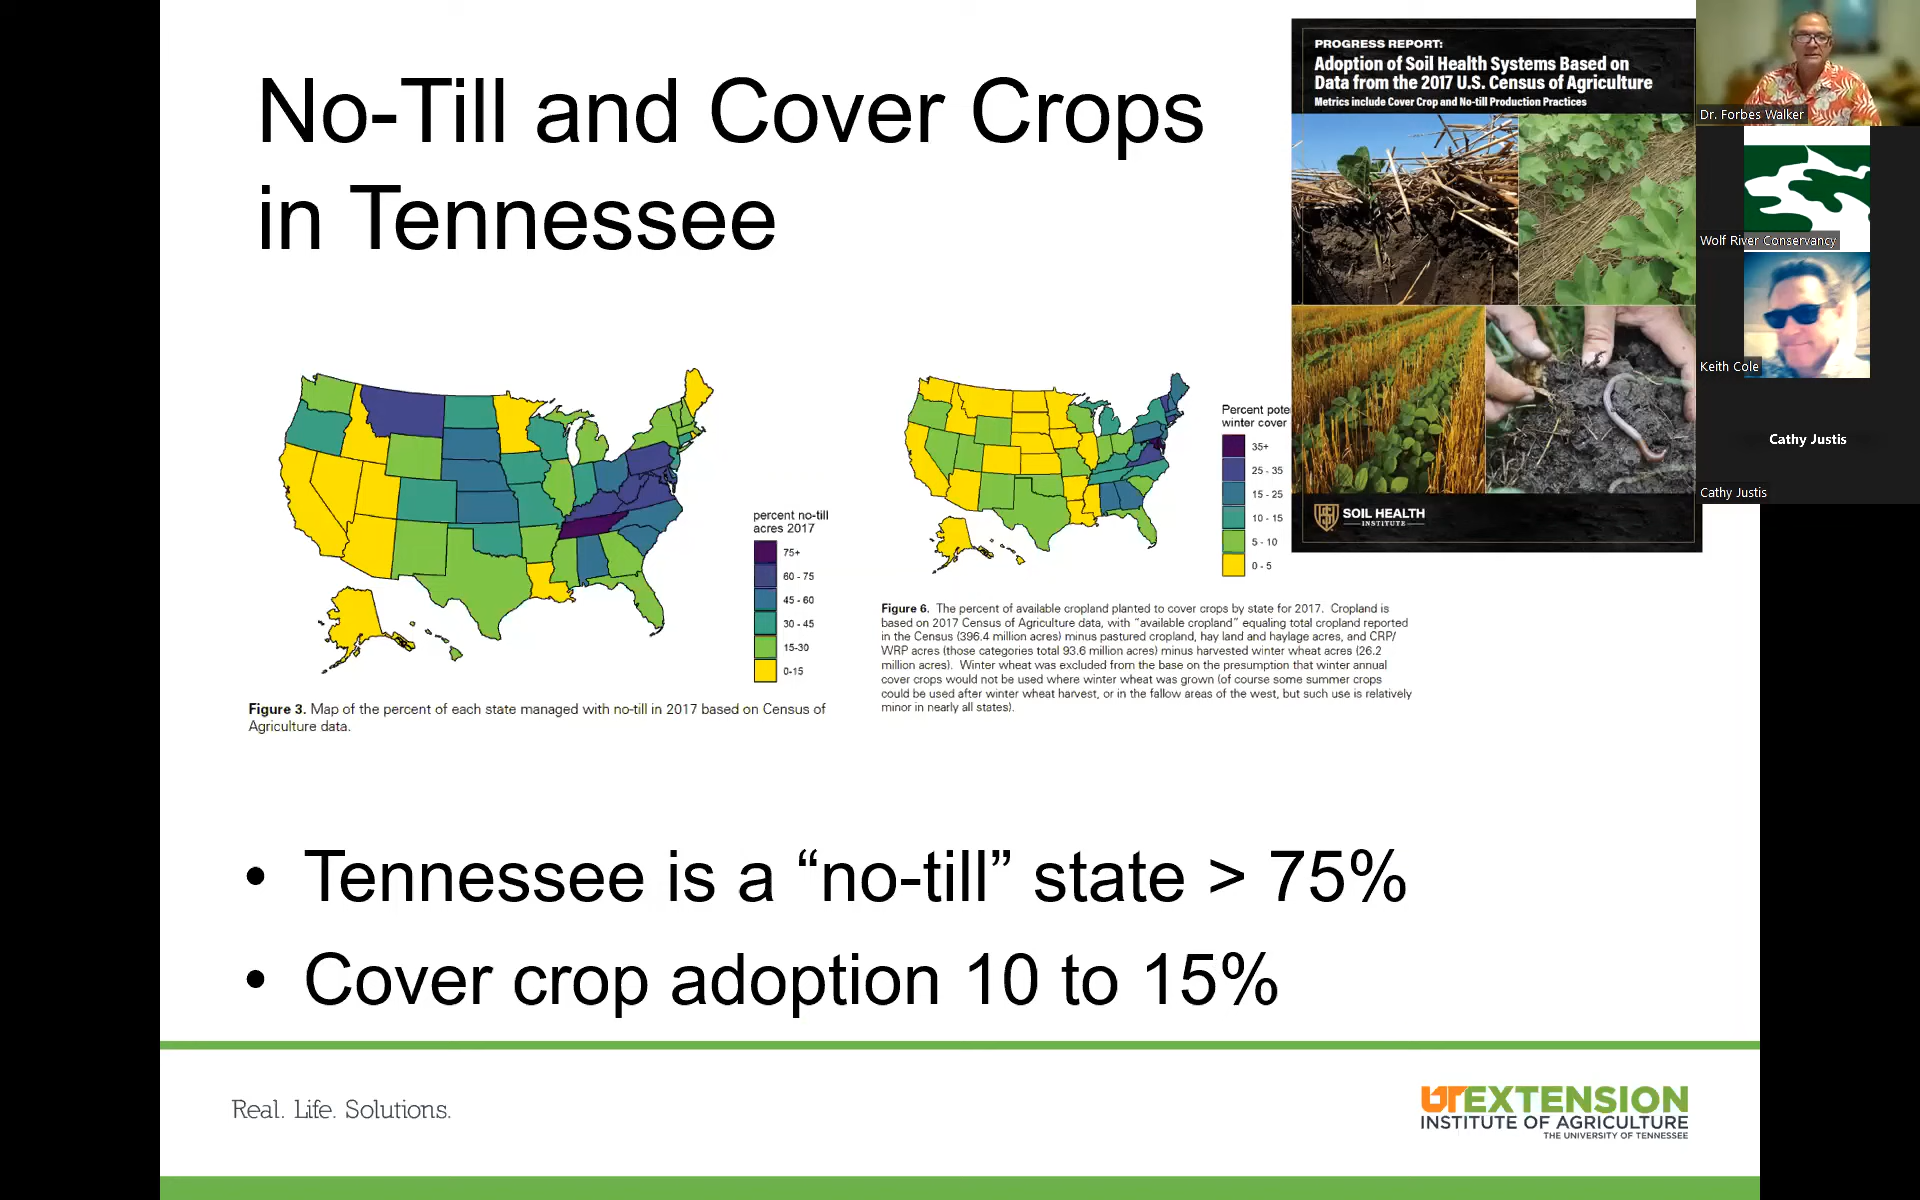 No-Till and Cover Crops
in Tennessee
PROGRESS REPORT:
Adoption of Soil Health Systems Based on
Data from the 2017 U.S. Census of Agriculture
Metrics include Cover Crop and No-till Production Practices
SOIL HEALTH
INSTITUTE
Dr. Forbes Walker
Wolf River Conservancy
Keith Cole
Cathy Justis
Cathy Justis
percent no-till
acres 2017
75+
60 - 75
45 - 60
30 - 45
15-30
0-15
Figure 3. Map of the percent of each state managed with no-till in 2017 based on Census of
Agriculture data.
Percent pote
winter cover
35+
25 - 35
15 - 25
10 - 15
5 - 10
0 - 5
Figure 6. The percent of available cropland planted to cover crops by state for 2017. Cropland is
based on 2017 Census of Agriculture data, with “available cropland” equaling total cropland reported
in the Census (396.4 million acres) minus pastured cropland, hay land and haylage acres, and CRP/
WRP acres (those categories total 93.6 million acres) minus harvested winter wheat acres (26.2
million acres). Winter wheat was excluded from the base on the presumption that winter annual
cover crops would not be used where winter wheat was grown (of course some summer crops
could be used after winter wheat harvest, or in the fallow areas of the west, but such use is relatively
minor in nearly all states).
• Tennessee is a “no-till” state > 75%
• Cover crop adoption 10 to 15%
Real. Life. Solutions.
UTEXTENSION
INSTITUTE OF AGRICULTURE
THE UNIVERSITY OF TENNESSEE